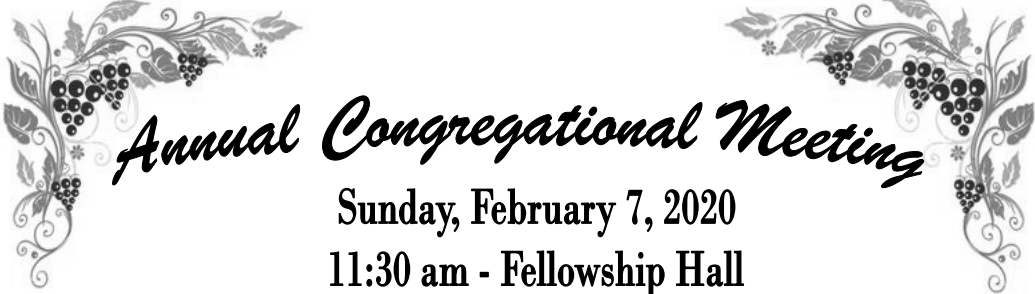 Annual Congregational Meeting
Sunday, February 7, 2020
11:30 am - Fellowship Hall